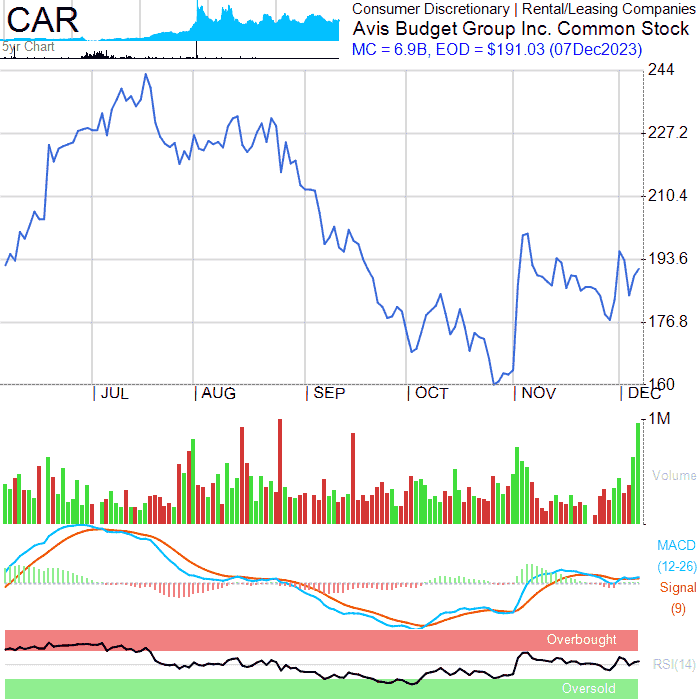 CAR
5yr Chart
Consumer Discretionary | Rental/Leasing Companies
Avis Budget Group Inc. Common Stock
MC = 6.9B, EOD = $191.03 (07Dec2023)
244
227.2
210.4
193.6
176.8
160
JUL AUG SEP OCT NOV DEC
1M
Volume
MACD
(12-26)
Signal
(9)
Overbought
RSI(14)
Oversold